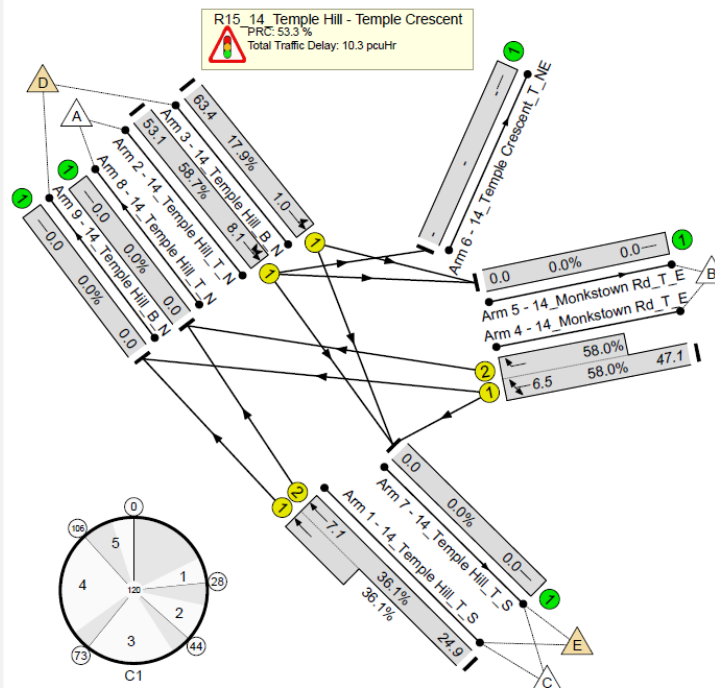 R15_14_Temple Hill - Temple Crescent
PRC: 53.3 %
Total Traffic Delay: 10.3 pcuHr
D
A
1
63.4
17.9%
1.0
Arm 3 - 14_Temple Hill_B_N
53.1
58.7%
8.1
Arm 2 - 14_Temple Hill_T_N
1
0.0
0.0%
0.0
Arm 8 - 14_Temple Hill_T_N
1
0.0
0.0%
0.0
Arm 9 - 14_Temple Hill_B_N
1
1
-
-
Arm 6 - 14_Temple Crescent_T_NE
1
0.0
0.0%
0.0
Arm 5 - 14_Monkstown Rd_T_E
B
Arm 4 - 14_Monkstown Rd_T_E
2
58.0%
1
6.5
58.0%
47.1
0.0
0.0%
0.0
1
Arm 7 - 14_Temple Hill_T_S
Arm 1 - 14_Temple Hill_T_S
1
2
7.1
36.1%
36.1%
24.9
E
C
0
106
5
1
28
4
120
2
3
44
73
C1